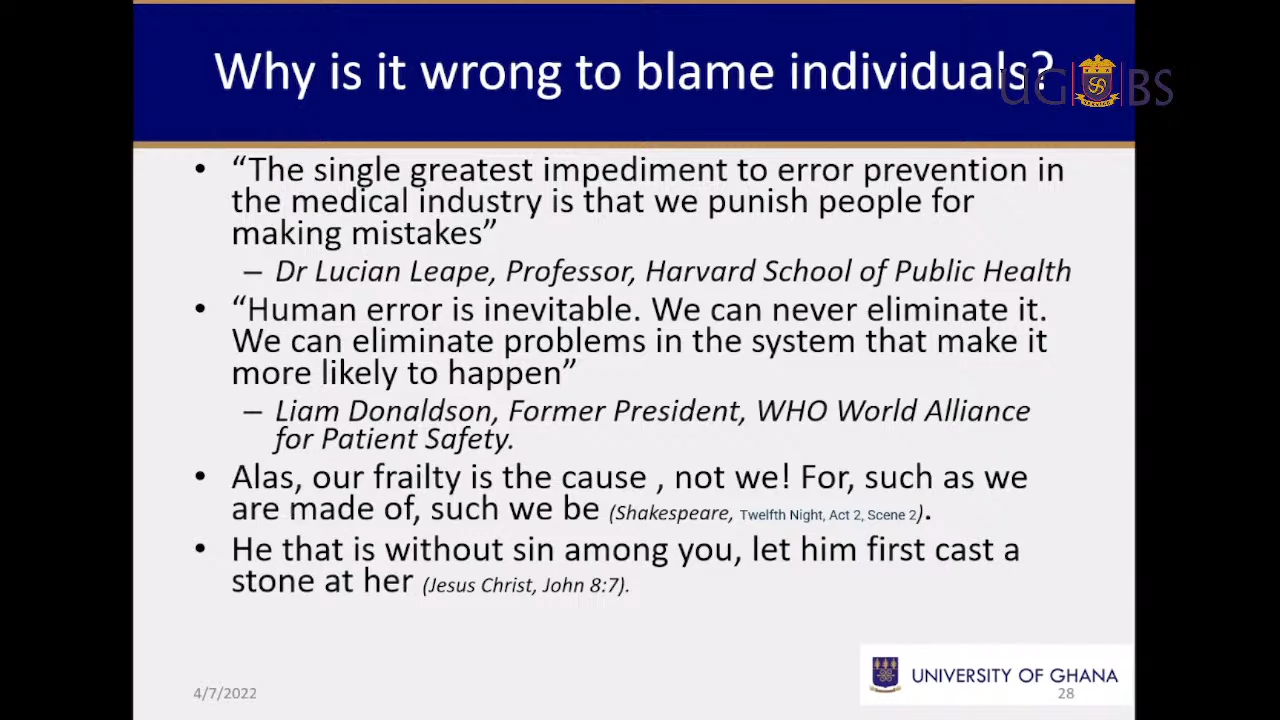 Why is it wrong to blame individuals?
UG BS
• “The single greatest impediment to error prevention in
the medical industry is that we punish people for
making mistakes”
– Dr Lucian Leape, Professor, Harvard School of Public Health
• “Human error is inevitable. We can never eliminate it.
We can eliminate problems in the system that make it
more likely to happen”
– Liam Donaldson, Former President, WHO World Alliance
for Patient Safety.
• Alas, our frailty is the cause , not we! For, such as we
are made of, such we be (Shakespeare, Twelfth Night, Act 2, Scene 2).
• He that is without sin among you, let him first cast a
stone at her (Jesus Christ, John 8:7).
UNIVERSITY OF GHANA
4/7/2022
28